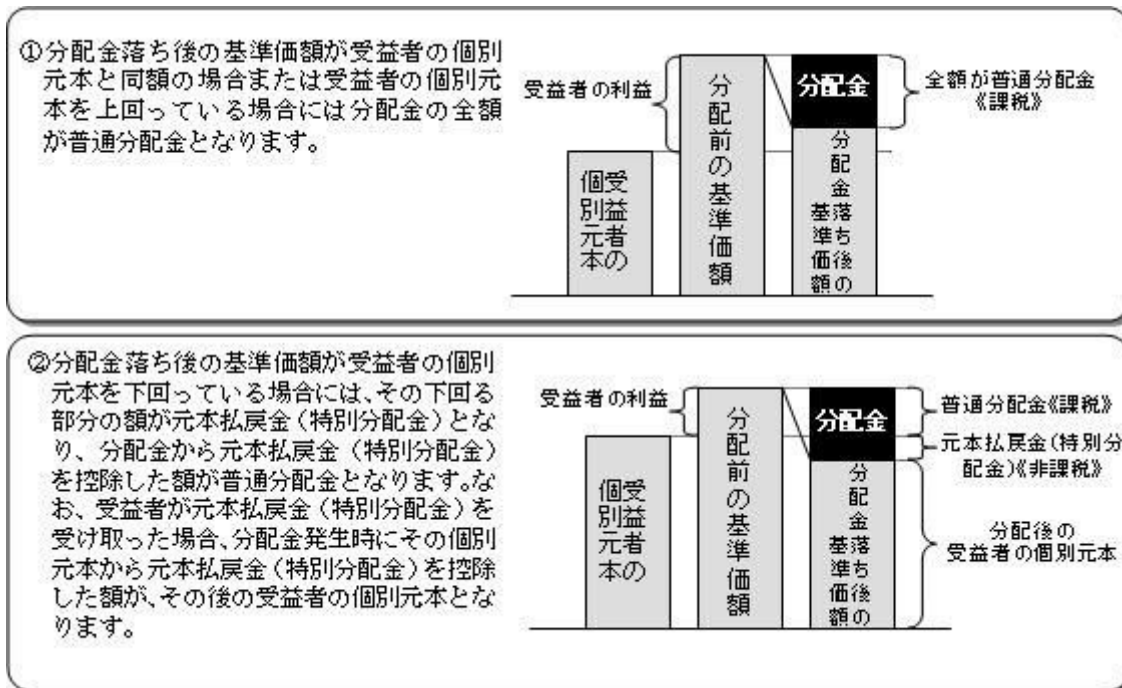 ①分配金落ち後の基準価額が受益者の個別
元本と同額の場合または受益者の個別元
本を上回っている場合には分配金の全額
が普通分配金となります。
受益者の利益
受益者の
個別元本
分配前の基準価額
分配金
分配金落ち後の
基準価額
全額が普通分配金
《課税》
②分配金落ち後の基準価額が受益者の個別
元本を下回っている場合には、その下回る
部分の額が元本払戻金（特別分配金）とな
り、分配金から元本払戻金（特別分配金）
を控除した額が普通分配金となります。な
お、受益者が元本払戻金（特別分配金）を
受け取った場合、分配金発生時にその個別
元本から元本払戻金（特別分配金）を控除
した額が、その後の受益者の個別元本とな
ります。
受益者の利益
受益者の
個別元本
分配前の基準価額
分配金
分配金落ち後の
基準価額
普通分配金《課税》
元本払戻金（特別分
配金）《非課税》
分配後の
受益者の個別元本